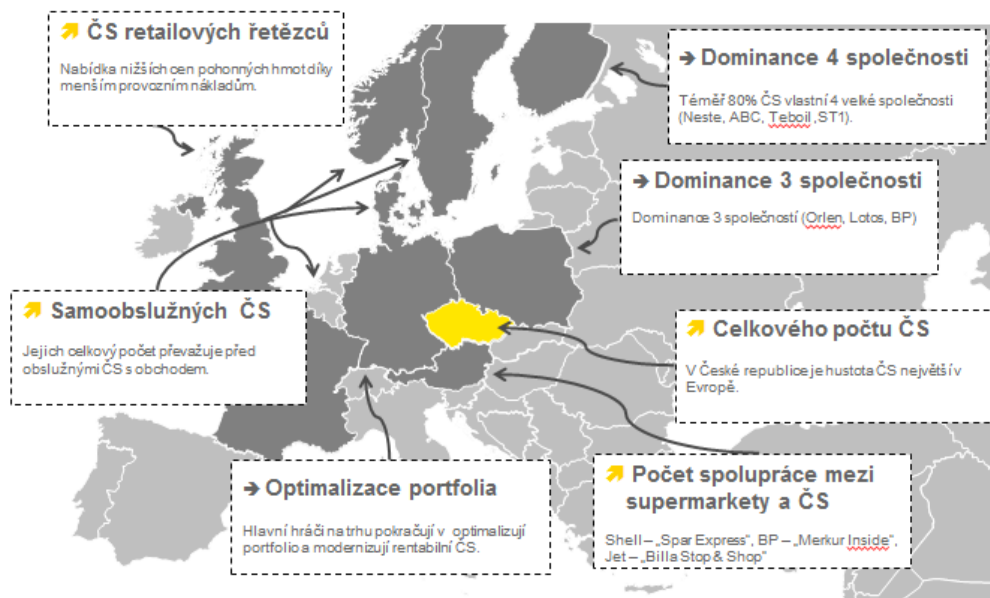 ČS retailových řetězců
Nabídka nižších cen pohonných hmot díky
menším provozním nákladům.
➔ Dominance 4 společnosti
Téměř 80% ČS vlastní 4 velké společnosti
(Neste, ABC, Teboil ,ST1).
➔ Dominance 3 společnosti
Dominance 3 společností (Orlen, Lotos, BP)
Samoobslužných ČS
Jejich celkový počet převažuje před
obslužnými ČS s obchodem.
Celkového počtu ČS
V České republice je hustota ČS největší v
Evropě.
➔ Optimalizace portfolia
Hlavní hráči na trhu pokračují v optimalizují
portfolio a modernizují rentabilní ČS.
Počet spolupráce mezi
supermarkety a ČS
Shell – „Spar Express", BP – „Merkur Inside",
Jet – „Billa Stop & Shop"